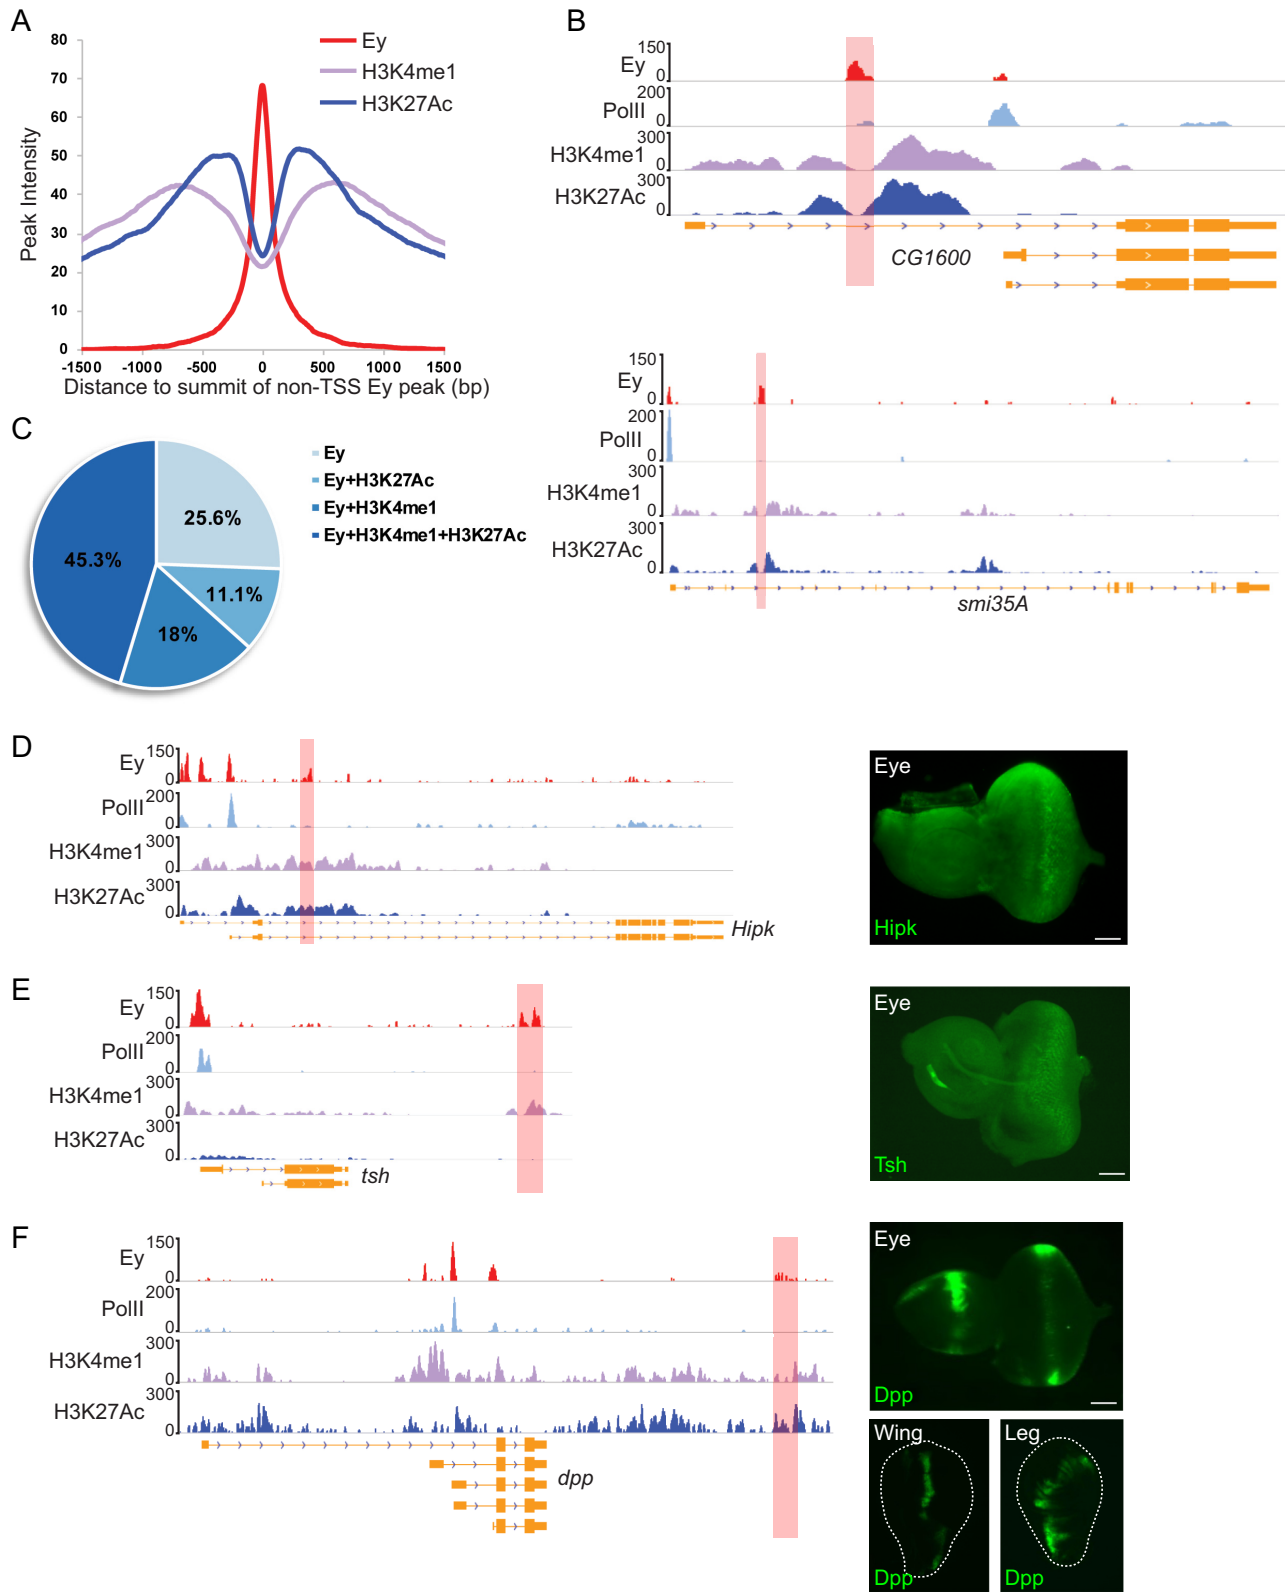 A
80
70
60
50
40
30
20
10
0
Peak Intensity
-1500 -1000 -500 0 500 1000 1500
Distance to summit of non-TSS Ey peak (bp)
Ey
H3K4me1
H3K27Ac
B
Ey 150 0
PolII 200 0
H3K4me1 300 0
H3K27Ac 300 0
CG1600
Ey 150 0
PolII 200 0
H3K4me1 300 0
H3K27Ac 300 0
smi35A
C
25.6%
11.1%
18%
45.3%
Ey
Ey+H3K27Ac
Ey+H3K4me1
Ey+H3K4me1+H3K27Ac
D
Ey 150 0
PolII 200 0
H3K4me1 300 0
H3K27Ac 300 0
Hipk
Eye
Hipk
E
Ey 150 0
PolII 200 0
H3K4me1 300 0
H3K27Ac 300 0
tsh
Eye
Tsh
F
Ey 150 0
PolII 200 0
H3K4me1 300 0
H3K27Ac 300 0
dpp
Eye
Dpp
Wing
Dpp
Leg
Dpp